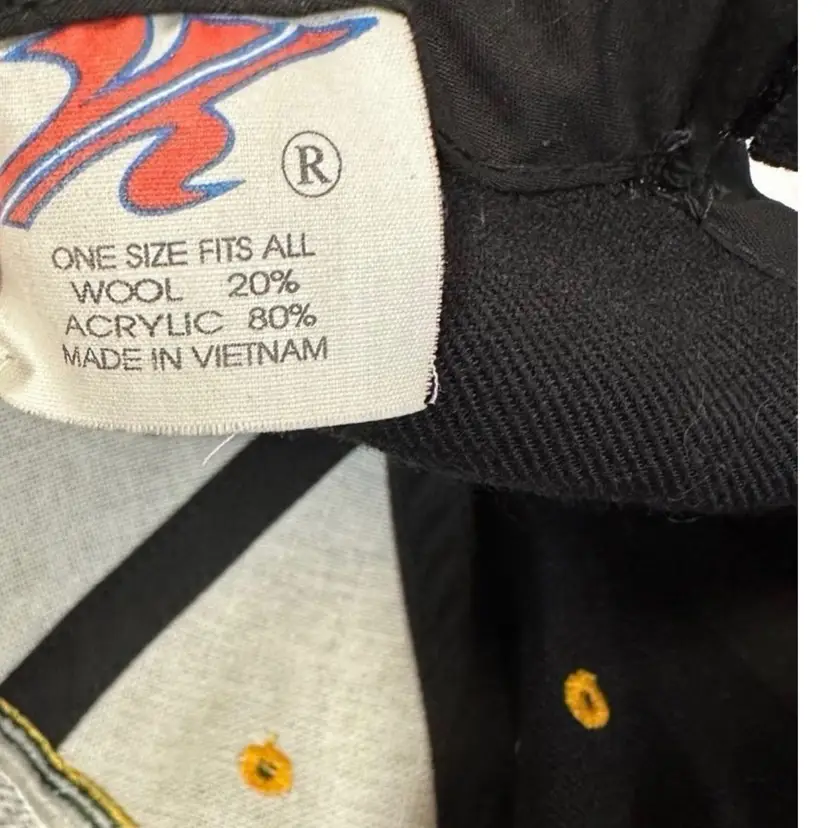 ®
ONE SIZE FITS ALL
WOOL 20%
ACRYLIC 80%
MADE IN VIETNAM